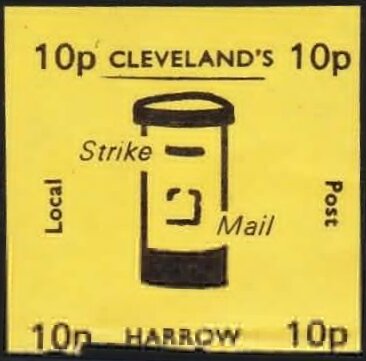 10p CLEVELAND'S 10p
Strike
Local
Post
Mail
10p HARROW 10p